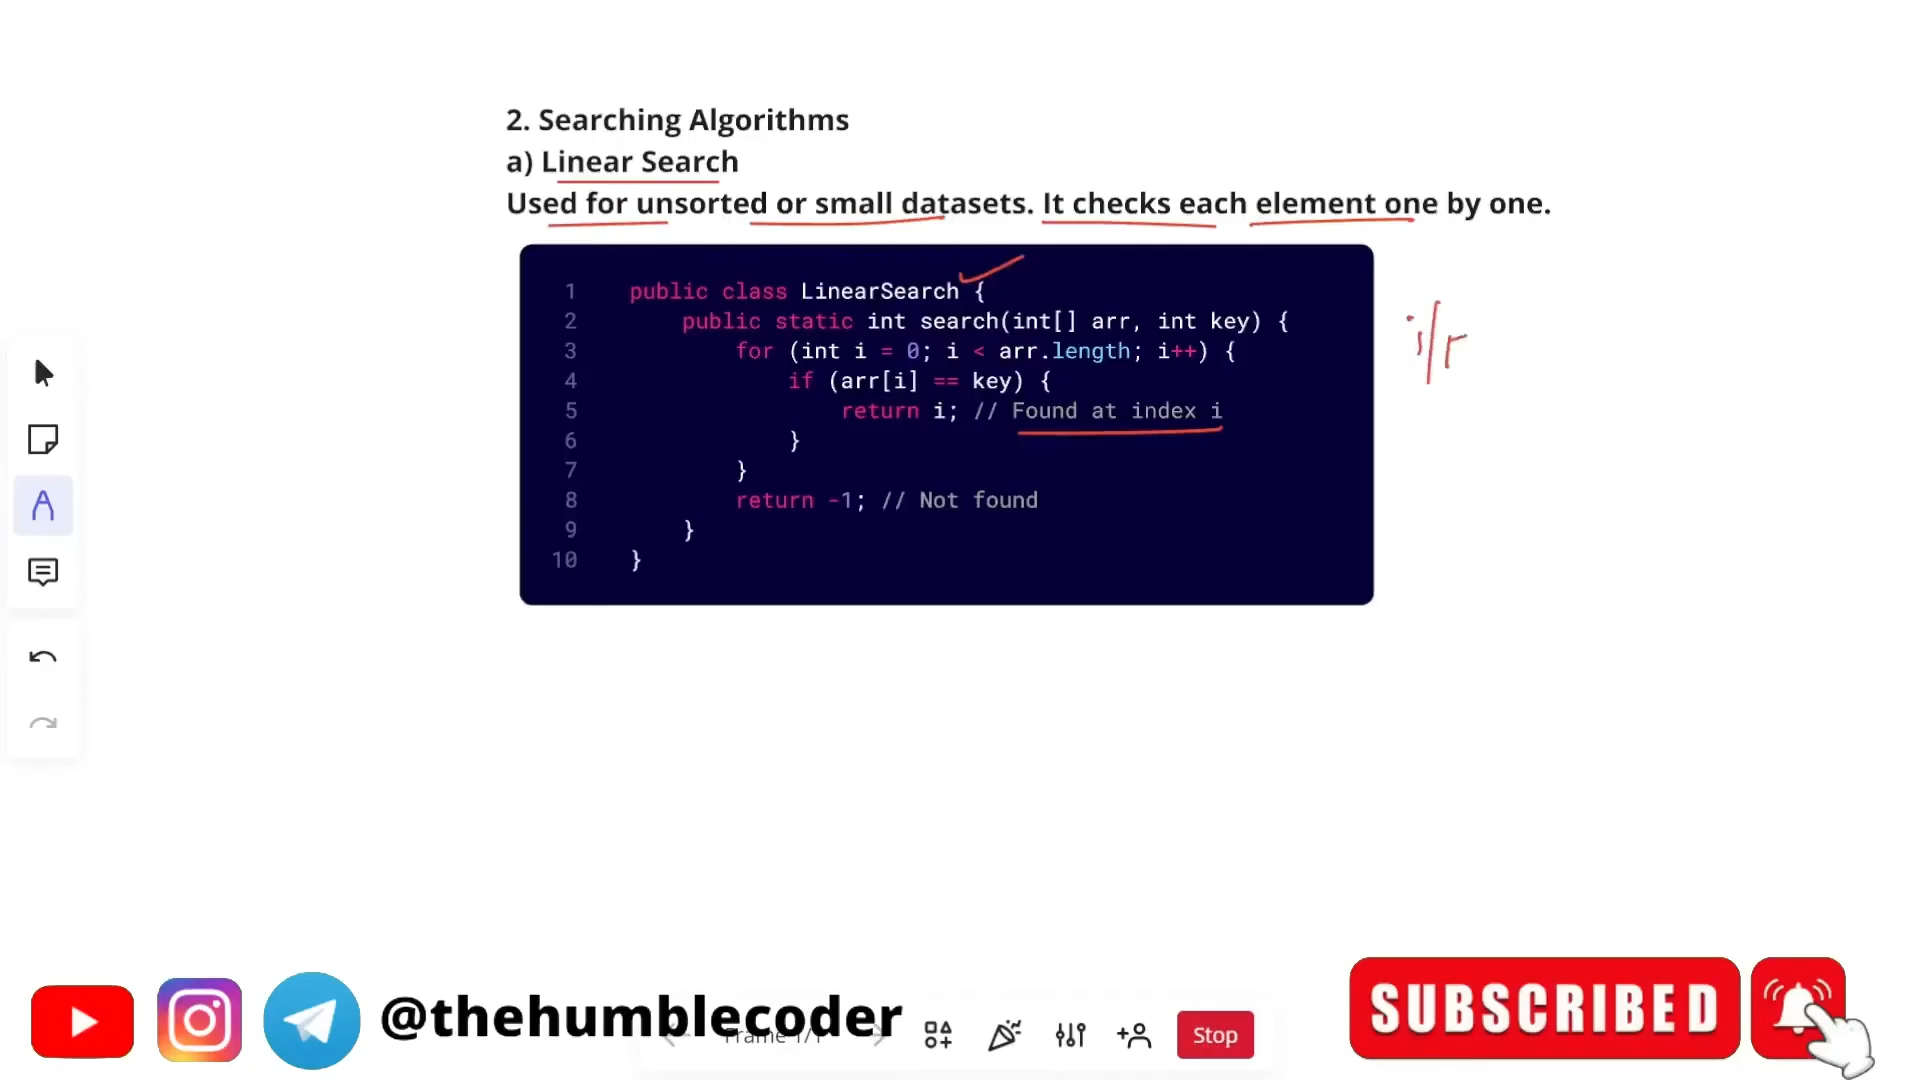 2. Searching Algorithms
a) Linear Search
Used for unsorted or small datasets. It checks each element one by one.
1 public class LinearSearch {
2 public static int search(int[] arr, int key) {
3 for (int i = 0; i < arr.length; i++) {
4 if (arr[i] == key) {
5 return i; // Found at index i
6 }
7 }
8 return -1; // Not found
9 }
10 }
i/r
@thehumblecoder
Frame 1/1
Stop
SUBSCRIBED